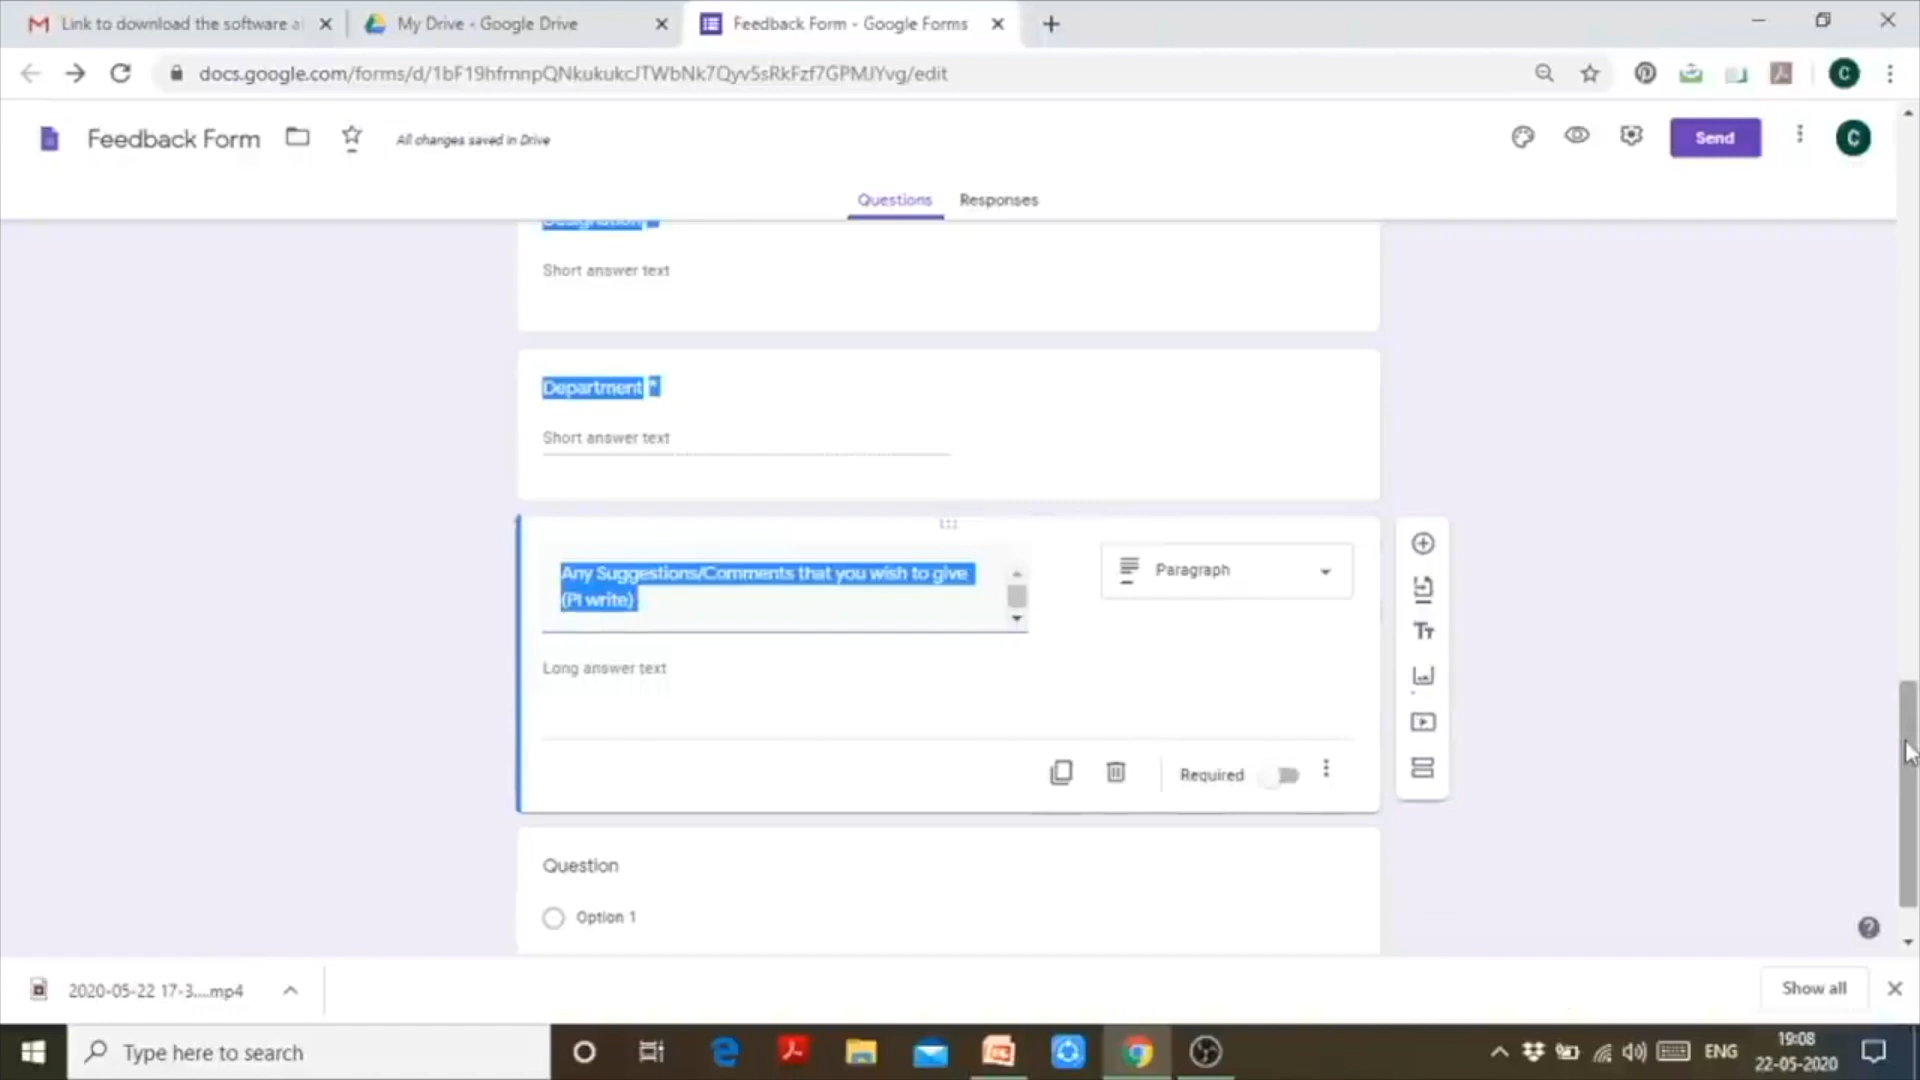 Link to download the software a
My Drive - Google Drive
Feedback Form - Google Forms
docs.google.com/forms/d/1bF19hfmnpQNkukukcJTWbNk7Qyv5sRkFzf7GPMJYvg/edit
C
Feedback Form
All changes saved in Drive
Send
C
Questions
Responses
Designation *
Short answer text
Department *
Short answer text
Any Suggestions/Comments that you wish to give
(Pl write)
Paragraph
Long answer text
Required
Question
Option 1
2020-05-22 17-3....mp4
Show all
Type here to search
ENG
19:08
22-05-2020